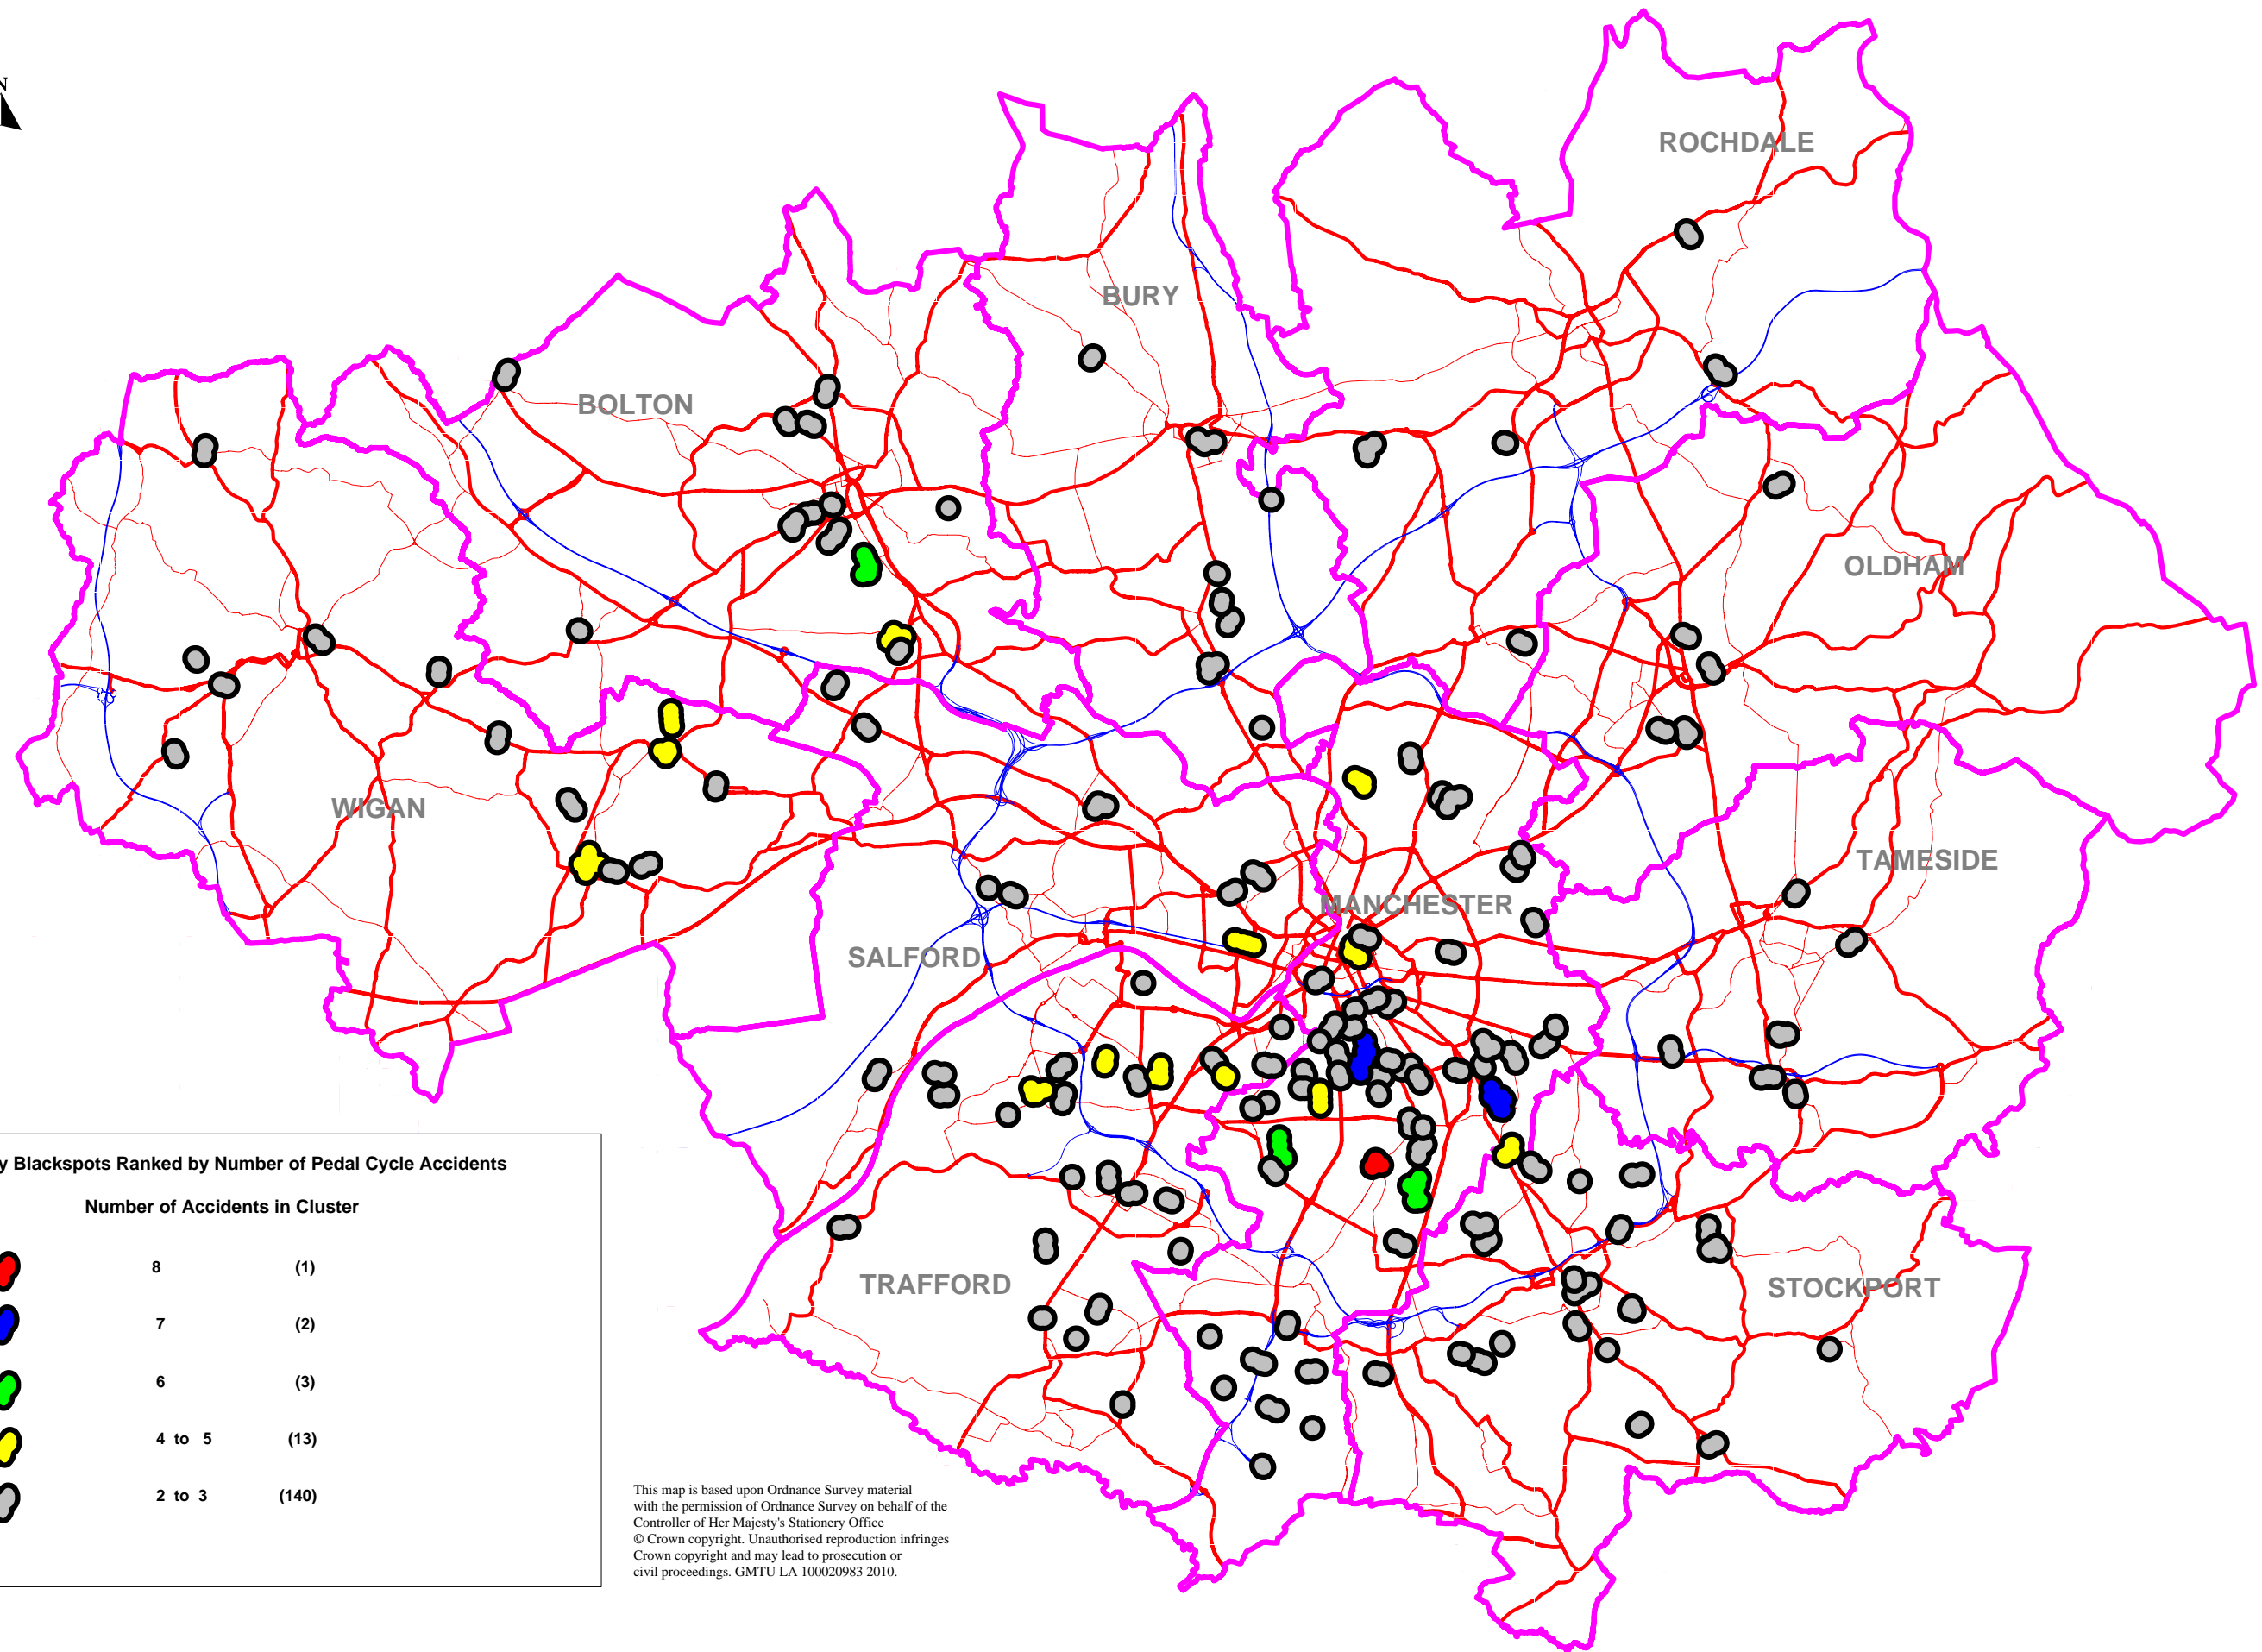 N
ROCHDALE
BURY
BOLTON
OLDHAM
WIGAN
TAMESIDE
MANCHESTER
SALFORD
TRAFFORD
STOCKPORT
y Blackspots Ranked by Number of Pedal Cycle Accidents
Number of Accidents in Cluster
8 (1)
7 (2)
6 (3)
4 to 5 (13)
2 to 3 (140)
This map is based upon Ordnance Survey material
with the permission of Ordnance Survey on behalf of the
Controller of Her Majesty's Stationery Office
© Crown copyright. Unauthorised reproduction infringes
Crown copyright and may lead to prosecution or
civil proceedings. GMTU LA 100020983 2010.